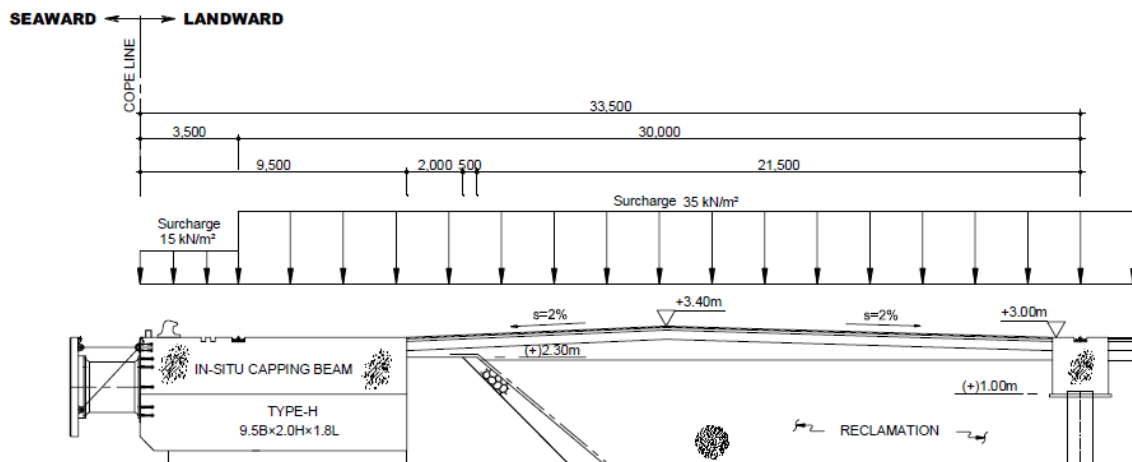 SEAWARD LANDWARD
COPE LINE
33,500
3,500 30,000
9,500 2,000 500 21,500
Surcharge 35 kN/m²
Surcharge
15 kN/m²
+3.40m
s=2% s=2% +3.00m
(+)2.30m
IN-SITU CAPPING BEAM
(+)1.00m
TYPE-H
9.5B×2.0H×1.8L
RECLAMATION